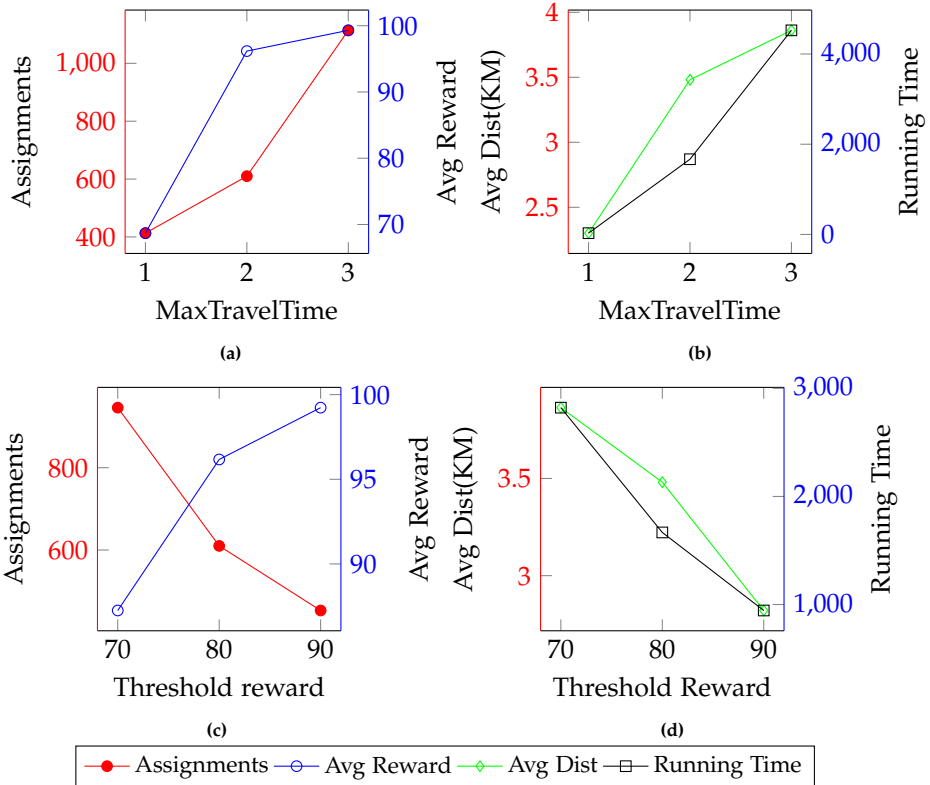 1,000
800
600
400
Assignments
100
90
80
70
Avg Reward
1 2 3
MaxTravelTime
(a)
4
3.5
3
2.5
Avg Dist(KM)
4,000
2,000
0
Running Time
1 2 3
MaxTravelTime
(b)
800
600
Assignments
100
95
90
Avg Reward
70 80 90
Threshold reward
(c)
3.5
3
Avg Dist(KM)
3,000
2,000
1,000
Running Time
70 80 90
Threshold Reward
(d)
Assignments Avg Reward Avg Dist Running Time